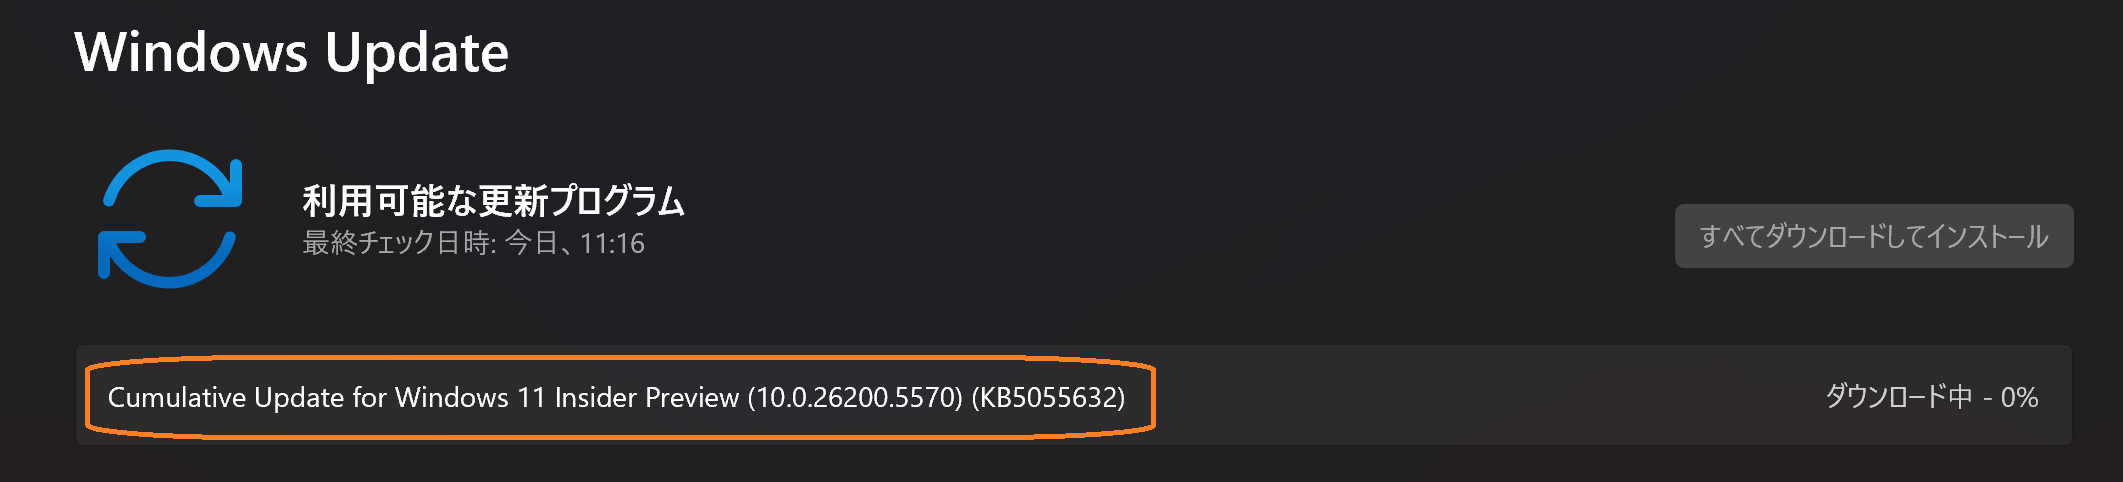 Windows Update
利用可能な更新プログラム
最終チェック日時: 今日、11:16
すべてダウンロードしてインストール
Cumulative Update for Windows 11 Insider Preview (10.0.26200.5570) (KB5055632)
ダウンロード中 - 0%